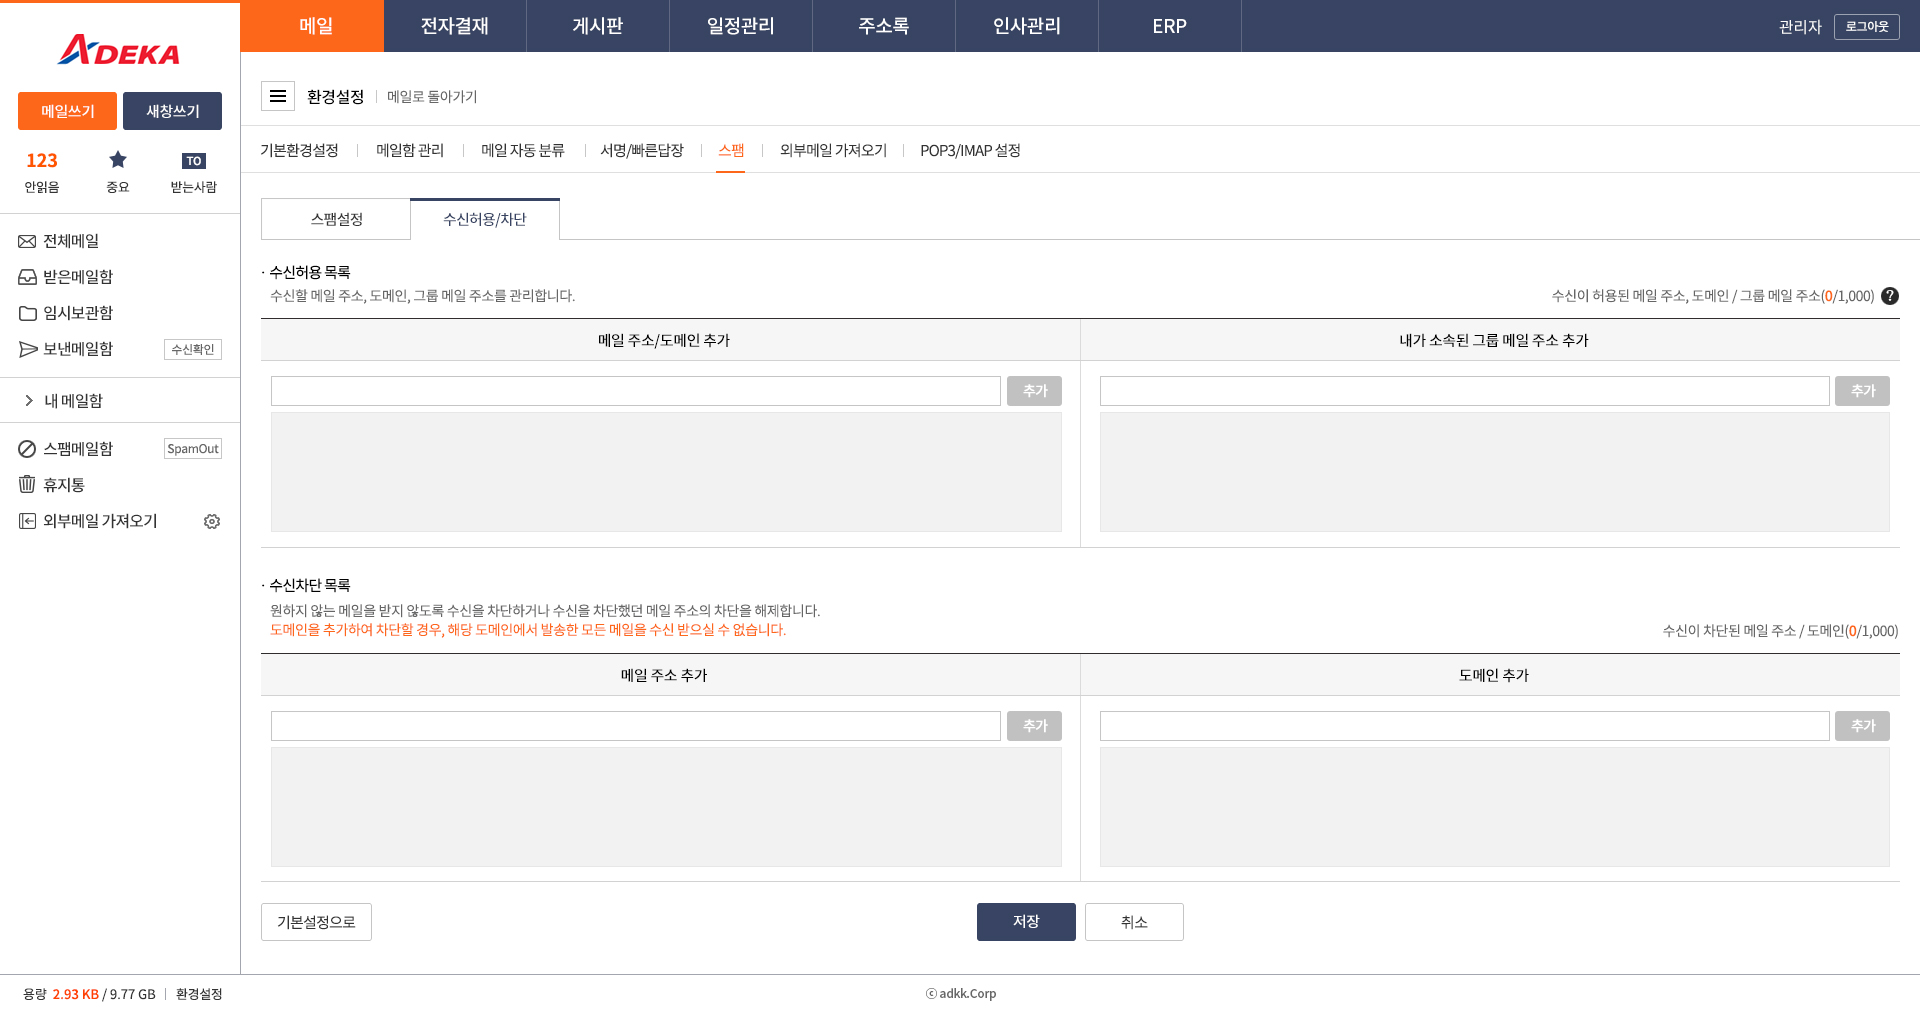 ADEKA
메일
전자결재
게시판
일정관리
주소록
인사관리
ERP
관리자
로그아웃
메일쓰기
새창쓰기
123
TO
안읽음
중요
받는사람
전체메일
받은메일함
임시보관함
보낸메일함
수신확인
내 메일함
스팸메일함
SpamOut
휴지통
외부메일 가져오기
환경설정
메일로 돌아가기
기본환경설정
메일함 관리
메일 자동 분류
서명/빠른답장
스팸
외부메일 가져오기
POP3/IMAP 설정
스팸설정
수신허용/차단
· 수신허용 목록
수신할 메일 주소, 도메인, 그룹 메일 주소를 관리합니다.
수신이 허용된 메일 주소, 도메인 / 그룹 메일 주소(0/1,000)
?
메일 주소/도메인 추가
내가 소속된 그룹 메일 주소 추가
추가
추가
· 수신차단 목록
원하지 않는 메일을 받지 않도록 수신을 차단하거나 수신을 차단했던 메일 주소의 차단을 해제합니다.
도메인을 추가하여 차단할 경우, 해당 도메인에서 발송한 모든 메일을 수신 받으실 수 없습니다.
수신이 차단된 메일 주소 / 도메인(0/1,000)
메일 주소 추가
도메인 추가
추가
추가
기본설정으로
저장
취소
용량 2.93 KB / 9.77 GB
환경설정
ⓒ adkk.Corp